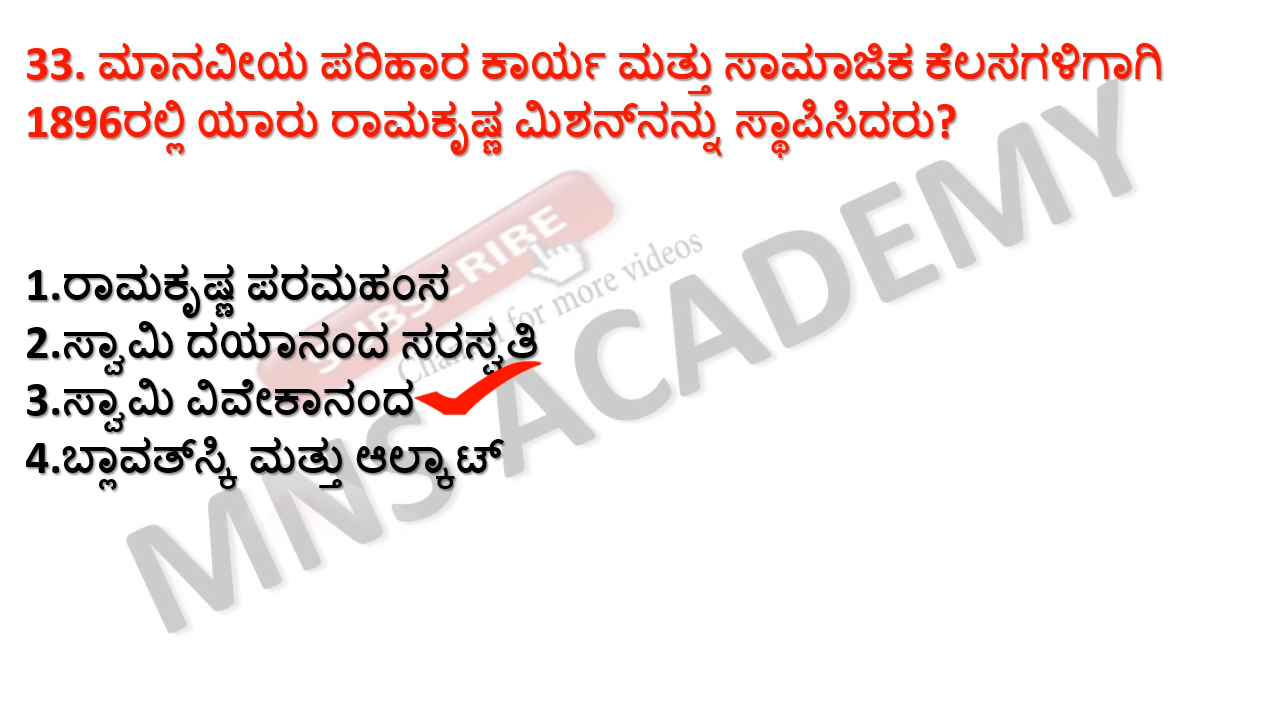 33. ಮಾನವೀಯ ಪರಿಹಾರ ಕಾರ್ಯ ಮತ್ತು ಸಾಮಾಜಿಕ ಕೆಲಸಗಳಿಗಾಗಿ
1896ರಲ್ಲಿ ಯಾರು ರಾಮಕೃಷ್ಣ ಮಿಶನ್‌ನನ್ನು ಸ್ಥಾಪಿಸಿದರು?
SUBSCRIBE
Channel for more videos
MNS ACADEMY
1.ರಾಮಕೃಷ್ಣ ಪರಮಹಂಸ
2.ಸ್ವಾಮಿ ದಯಾನಂದ ಸರಸ್ವತಿ
3.ಸ್ವಾಮಿ ವಿವೇಕಾನಂದ
4.ಬ್ಲಾವತ್‌ಸ್ಕಿ ಮತ್ತು ಆಲ್ಕಾಟ್